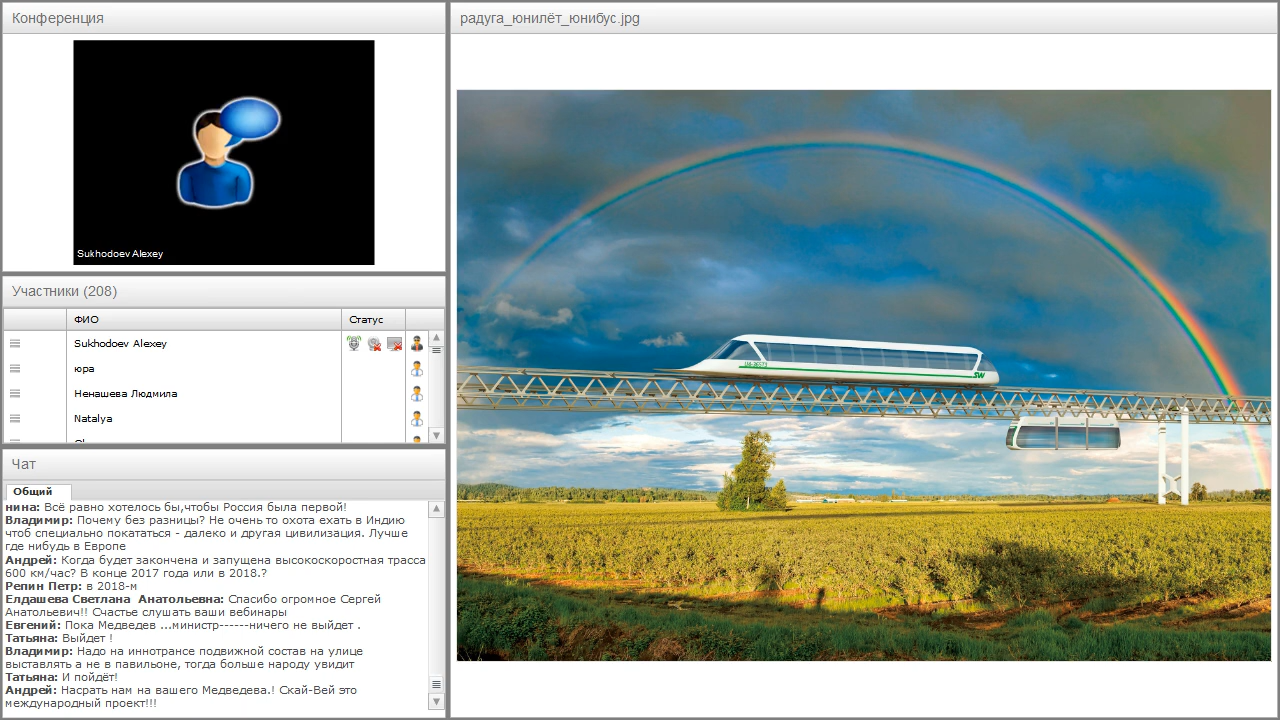 Конференция
Sukhodoev Alexey
Участники (208)
ФИО Статус
Sukhodoev Alexey
юра
Ненашева Людмила
Natalya
Чат
Общий
нина: Всё равно хотелось бы,чтобы Россия была первой!
Владимир: Почему без разницы? Не очень то охота ехать в Индию
чтоб специально покататься - далеко и другая цивилизация. Лучше
где нибудь в Европе
Андрей: Когда будет закончена и запущена высокоскоростная трасса
600 км/час? В конце 2017 года или в 2018.?
Репин Петр: в 2018-м
Елдашева Светлана Анатольевна: Спасибо огромное Сергей
Анатольевич!! Счастье слушать ваши вебинары
Евгений: Пока Медведев ...министр------ничего не выйдет .
Татьяна: Выйдет !
Владимир: Надо на иннотрансе подвижной состав на улице
выставлять а не в павильоне, тогда больше народу увидит
Татьяна: И пойдёт!
Андрей: Насрать нам на вашего Медведева.! Скай-Вей это
международный проект!!!
радуга_юнилёт_юнибус.jpg
SW